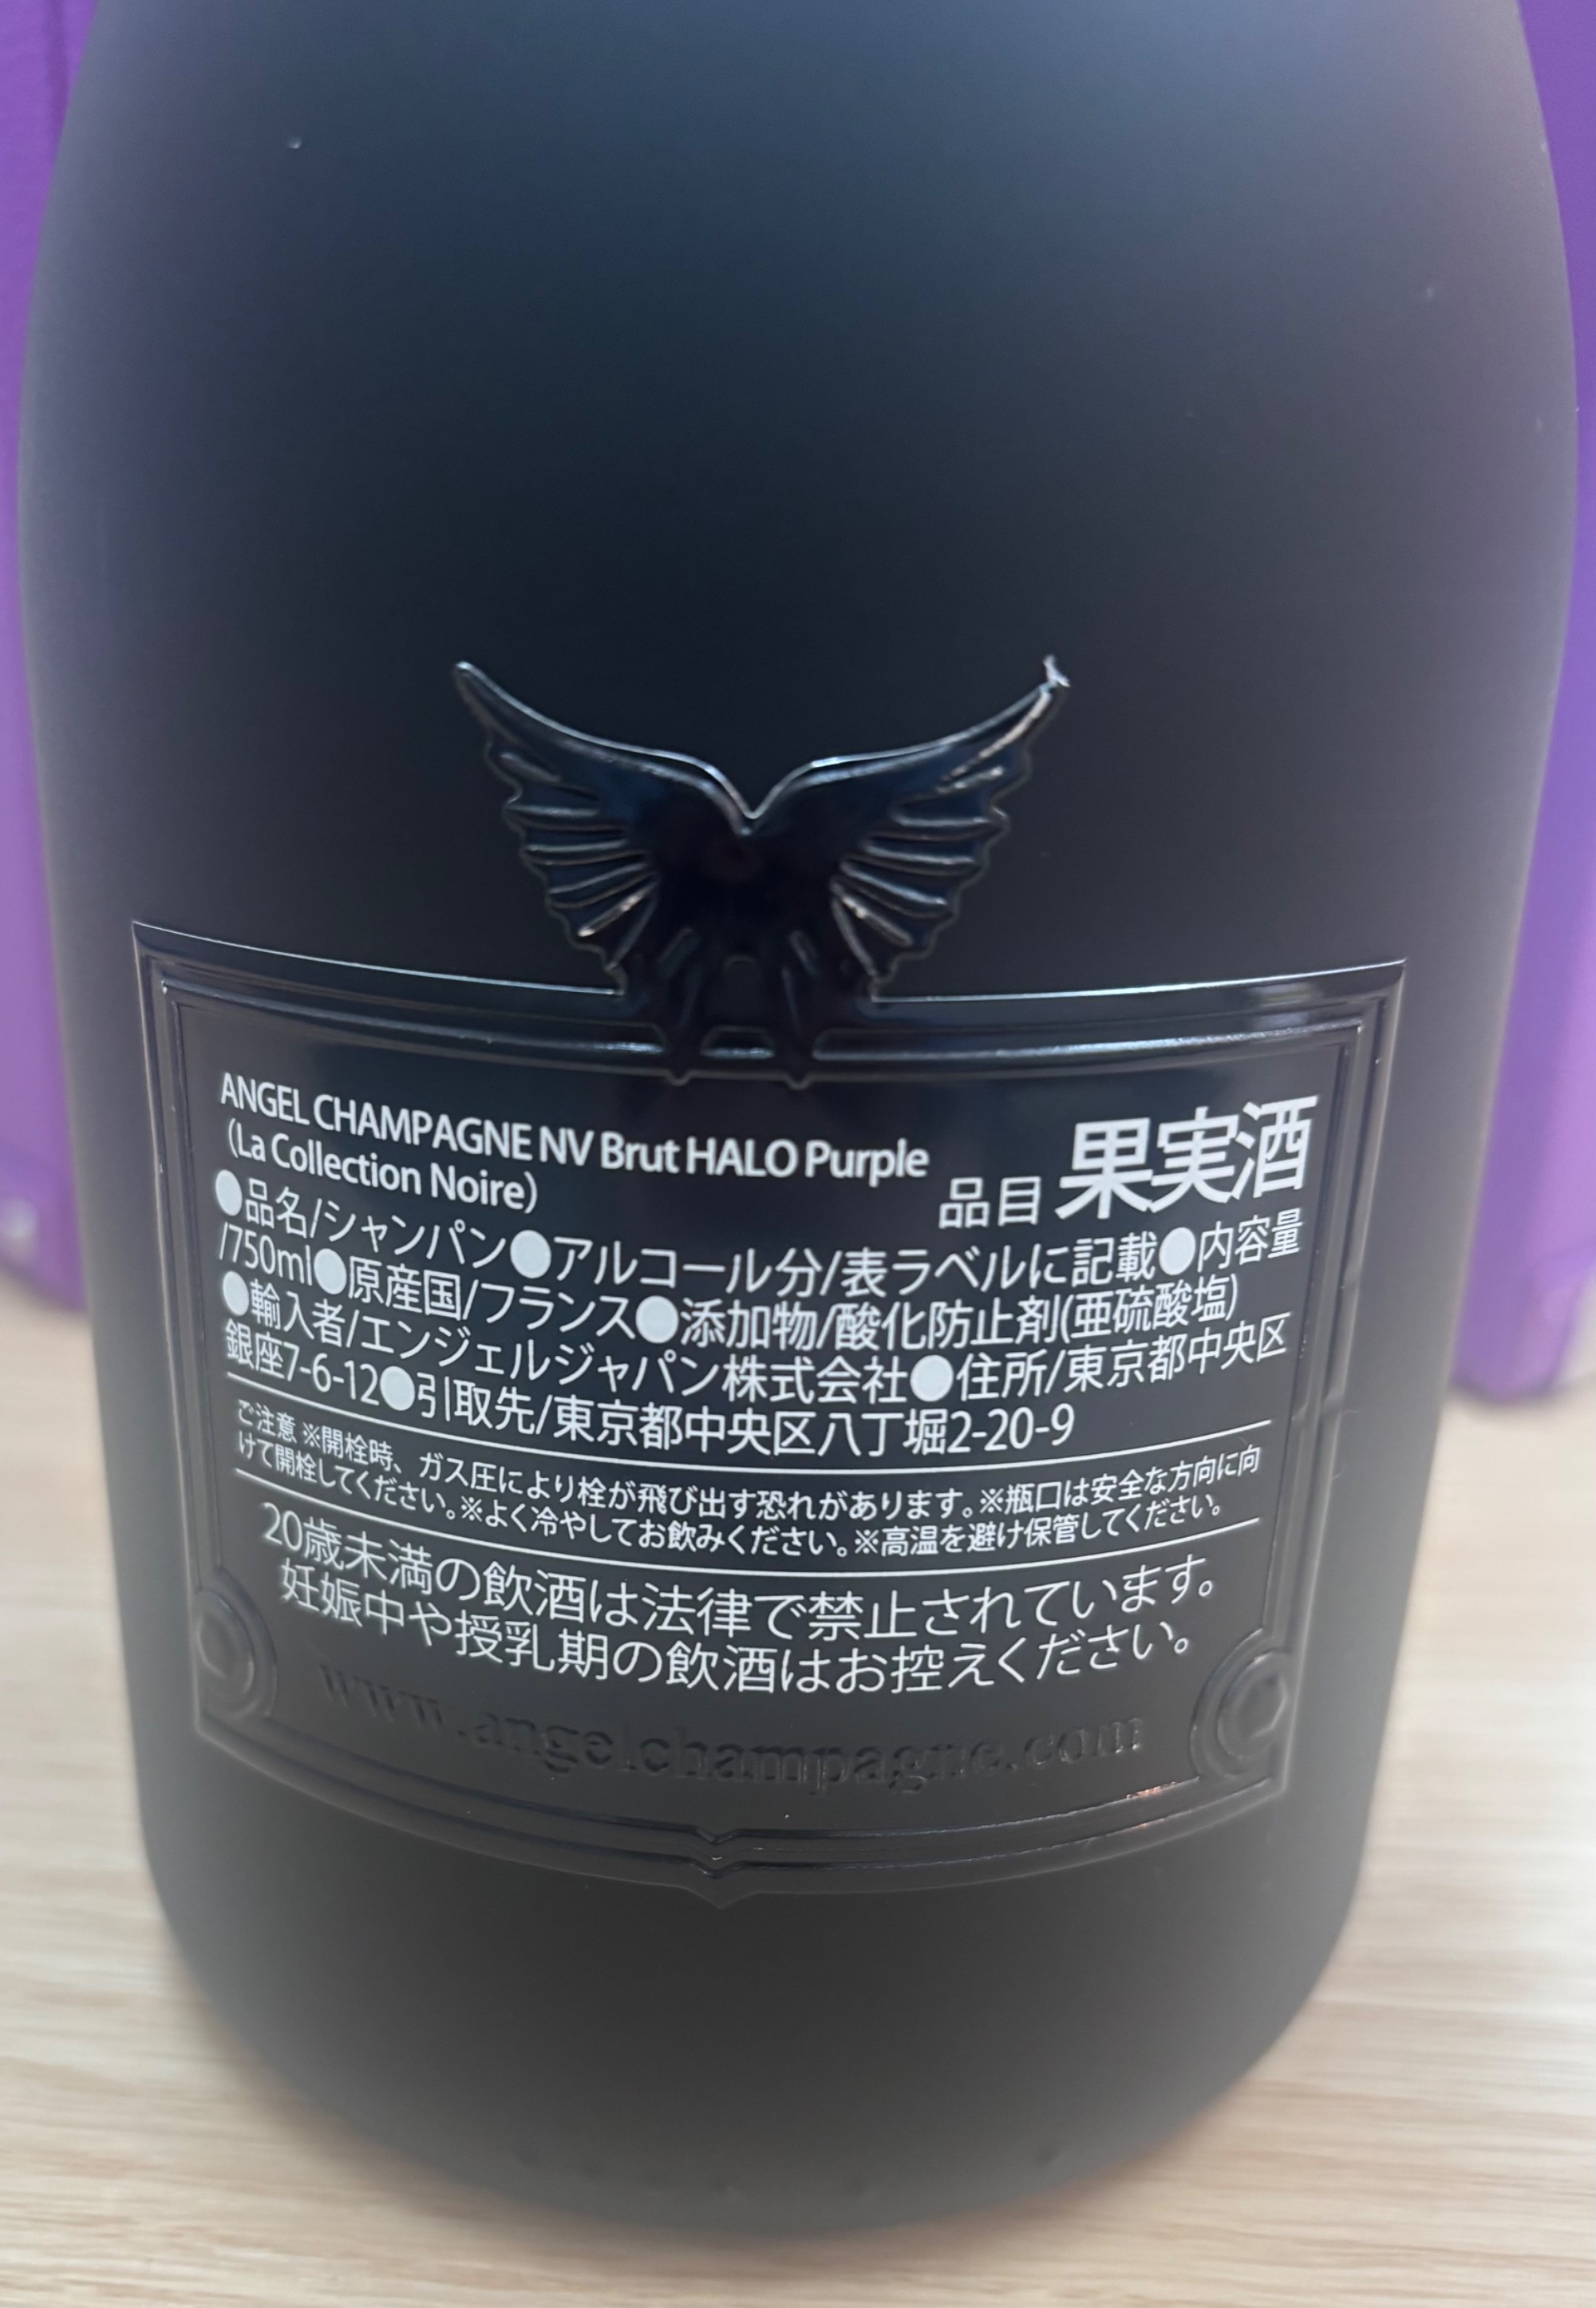 ANGEL CHAMPAGNE NV Brut HALO Purple
(La Collection Noire)
品目 果実酒
●品名/シャンパン●アルコール分/表ラベルに記載●内容量
/750ml●原産国/フランス●添加物/酸化防止剤(亜硫酸塩)
●輸入者/エンジェルジャパン株式会社●住所/東京都中央区
銀座7-6-12●引取先/東京都中央区八丁堀2-20-9
ご注意 ※開栓時、ガス圧により栓が飛び出す恐れがあります。※瓶口は安全な方向に向
けて開栓してください。※よく冷やしてお飲みください。※高温を避け保管してください。
20歳未満の飲酒は法律で禁止されています。
妊娠中や授乳期の飲酒はお控えください。
www.angelchampagne.com